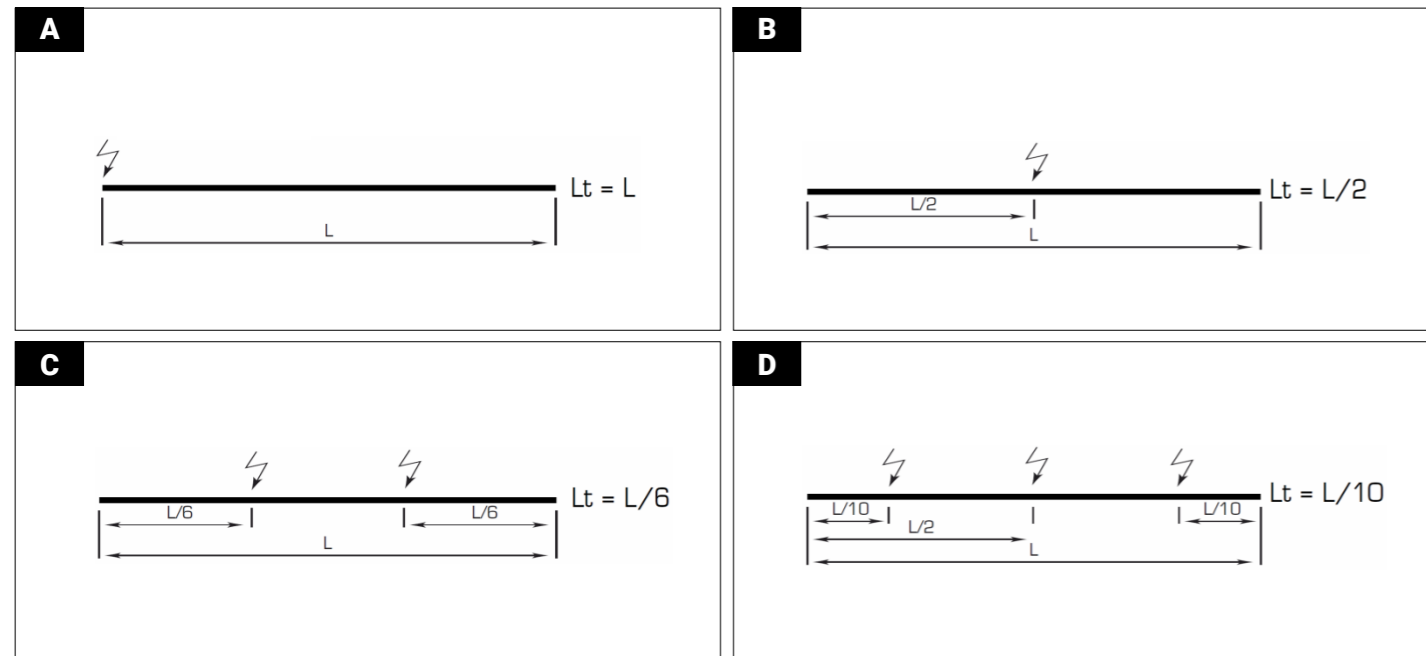 A
Lt = L
L
B
Lt = L/2
L/2
L
C
Lt = L/6
L/6 L/6
L
D
Lt = L/10
L/10 L/10
L/2
L